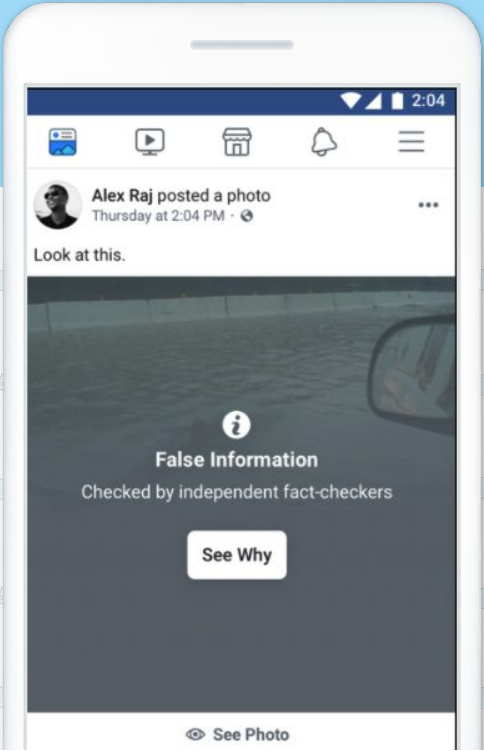 2:04
Alex Raj posted a photo
Thursday at 2:04 PM ·
Look at this.
False Information
Checked by independent fact-checkers
See Why
See Photo